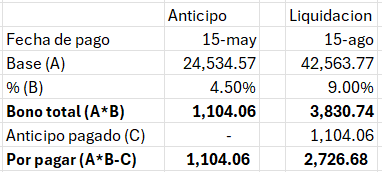 Anticipo Liquidacion
Fecha de pago 15-may 15-ago
Base (A) 24,534.57 42,563.77
% (B) 4.50% 9.00%
Bono total (A*B) 1,104.06 3,830.74
Anticipo pagado (C) - 1,104.06
Por pagar (A*B-C) 1,104.06 2,726.68